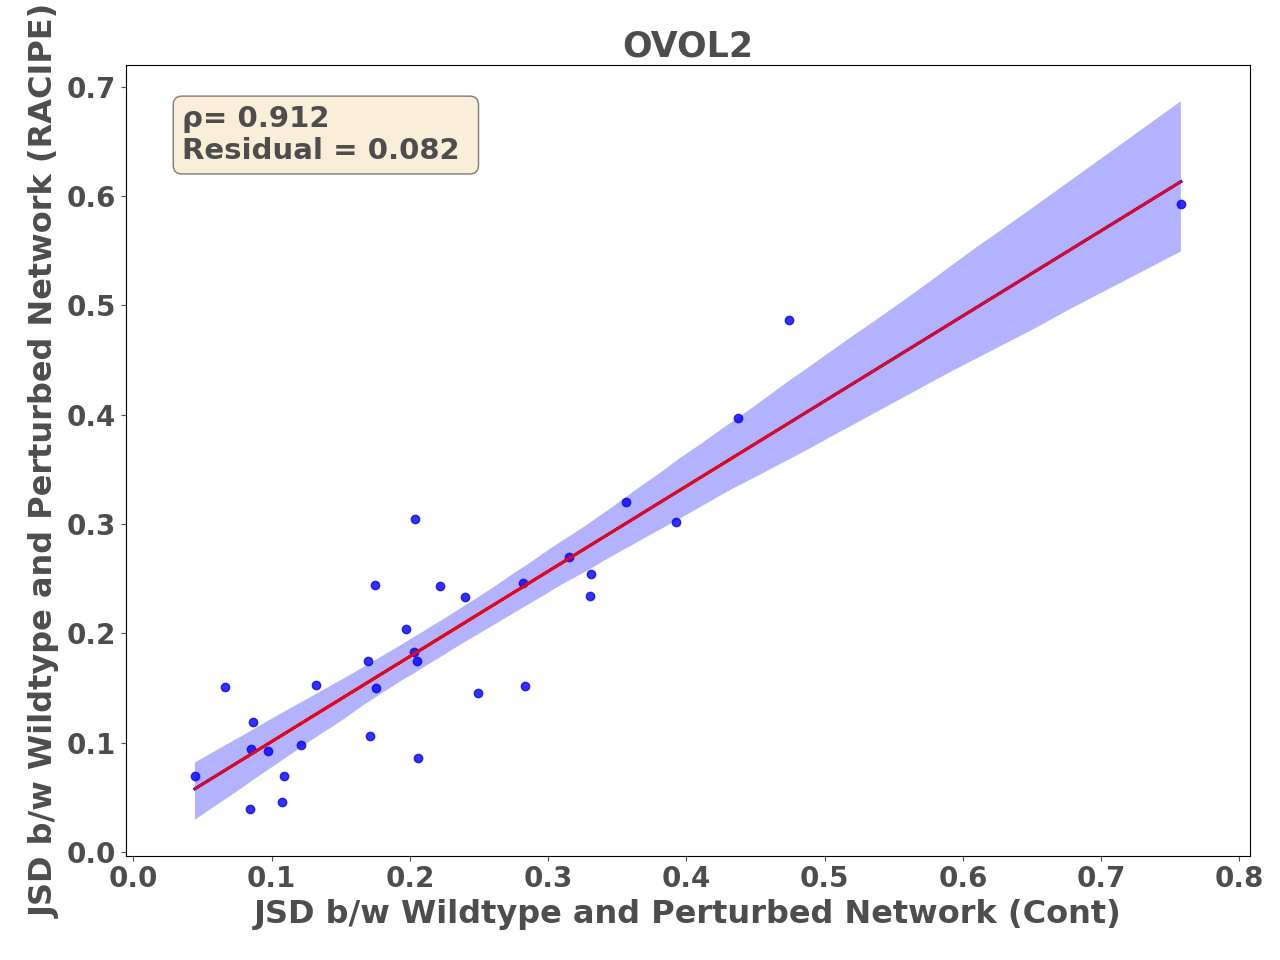 OVOL2
ρ= 0.912
Residual = 0.082
JSD b/w Wildtype and Perturbed Network (RACIPE)
0.7
0.6
0.5
0.4
0.3
0.2
0.1
0.0
0.0 0.1 0.2 0.3 0.4 0.5 0.6 0.7 0.8
JSD b/w Wildtype and Perturbed Network (Cont)